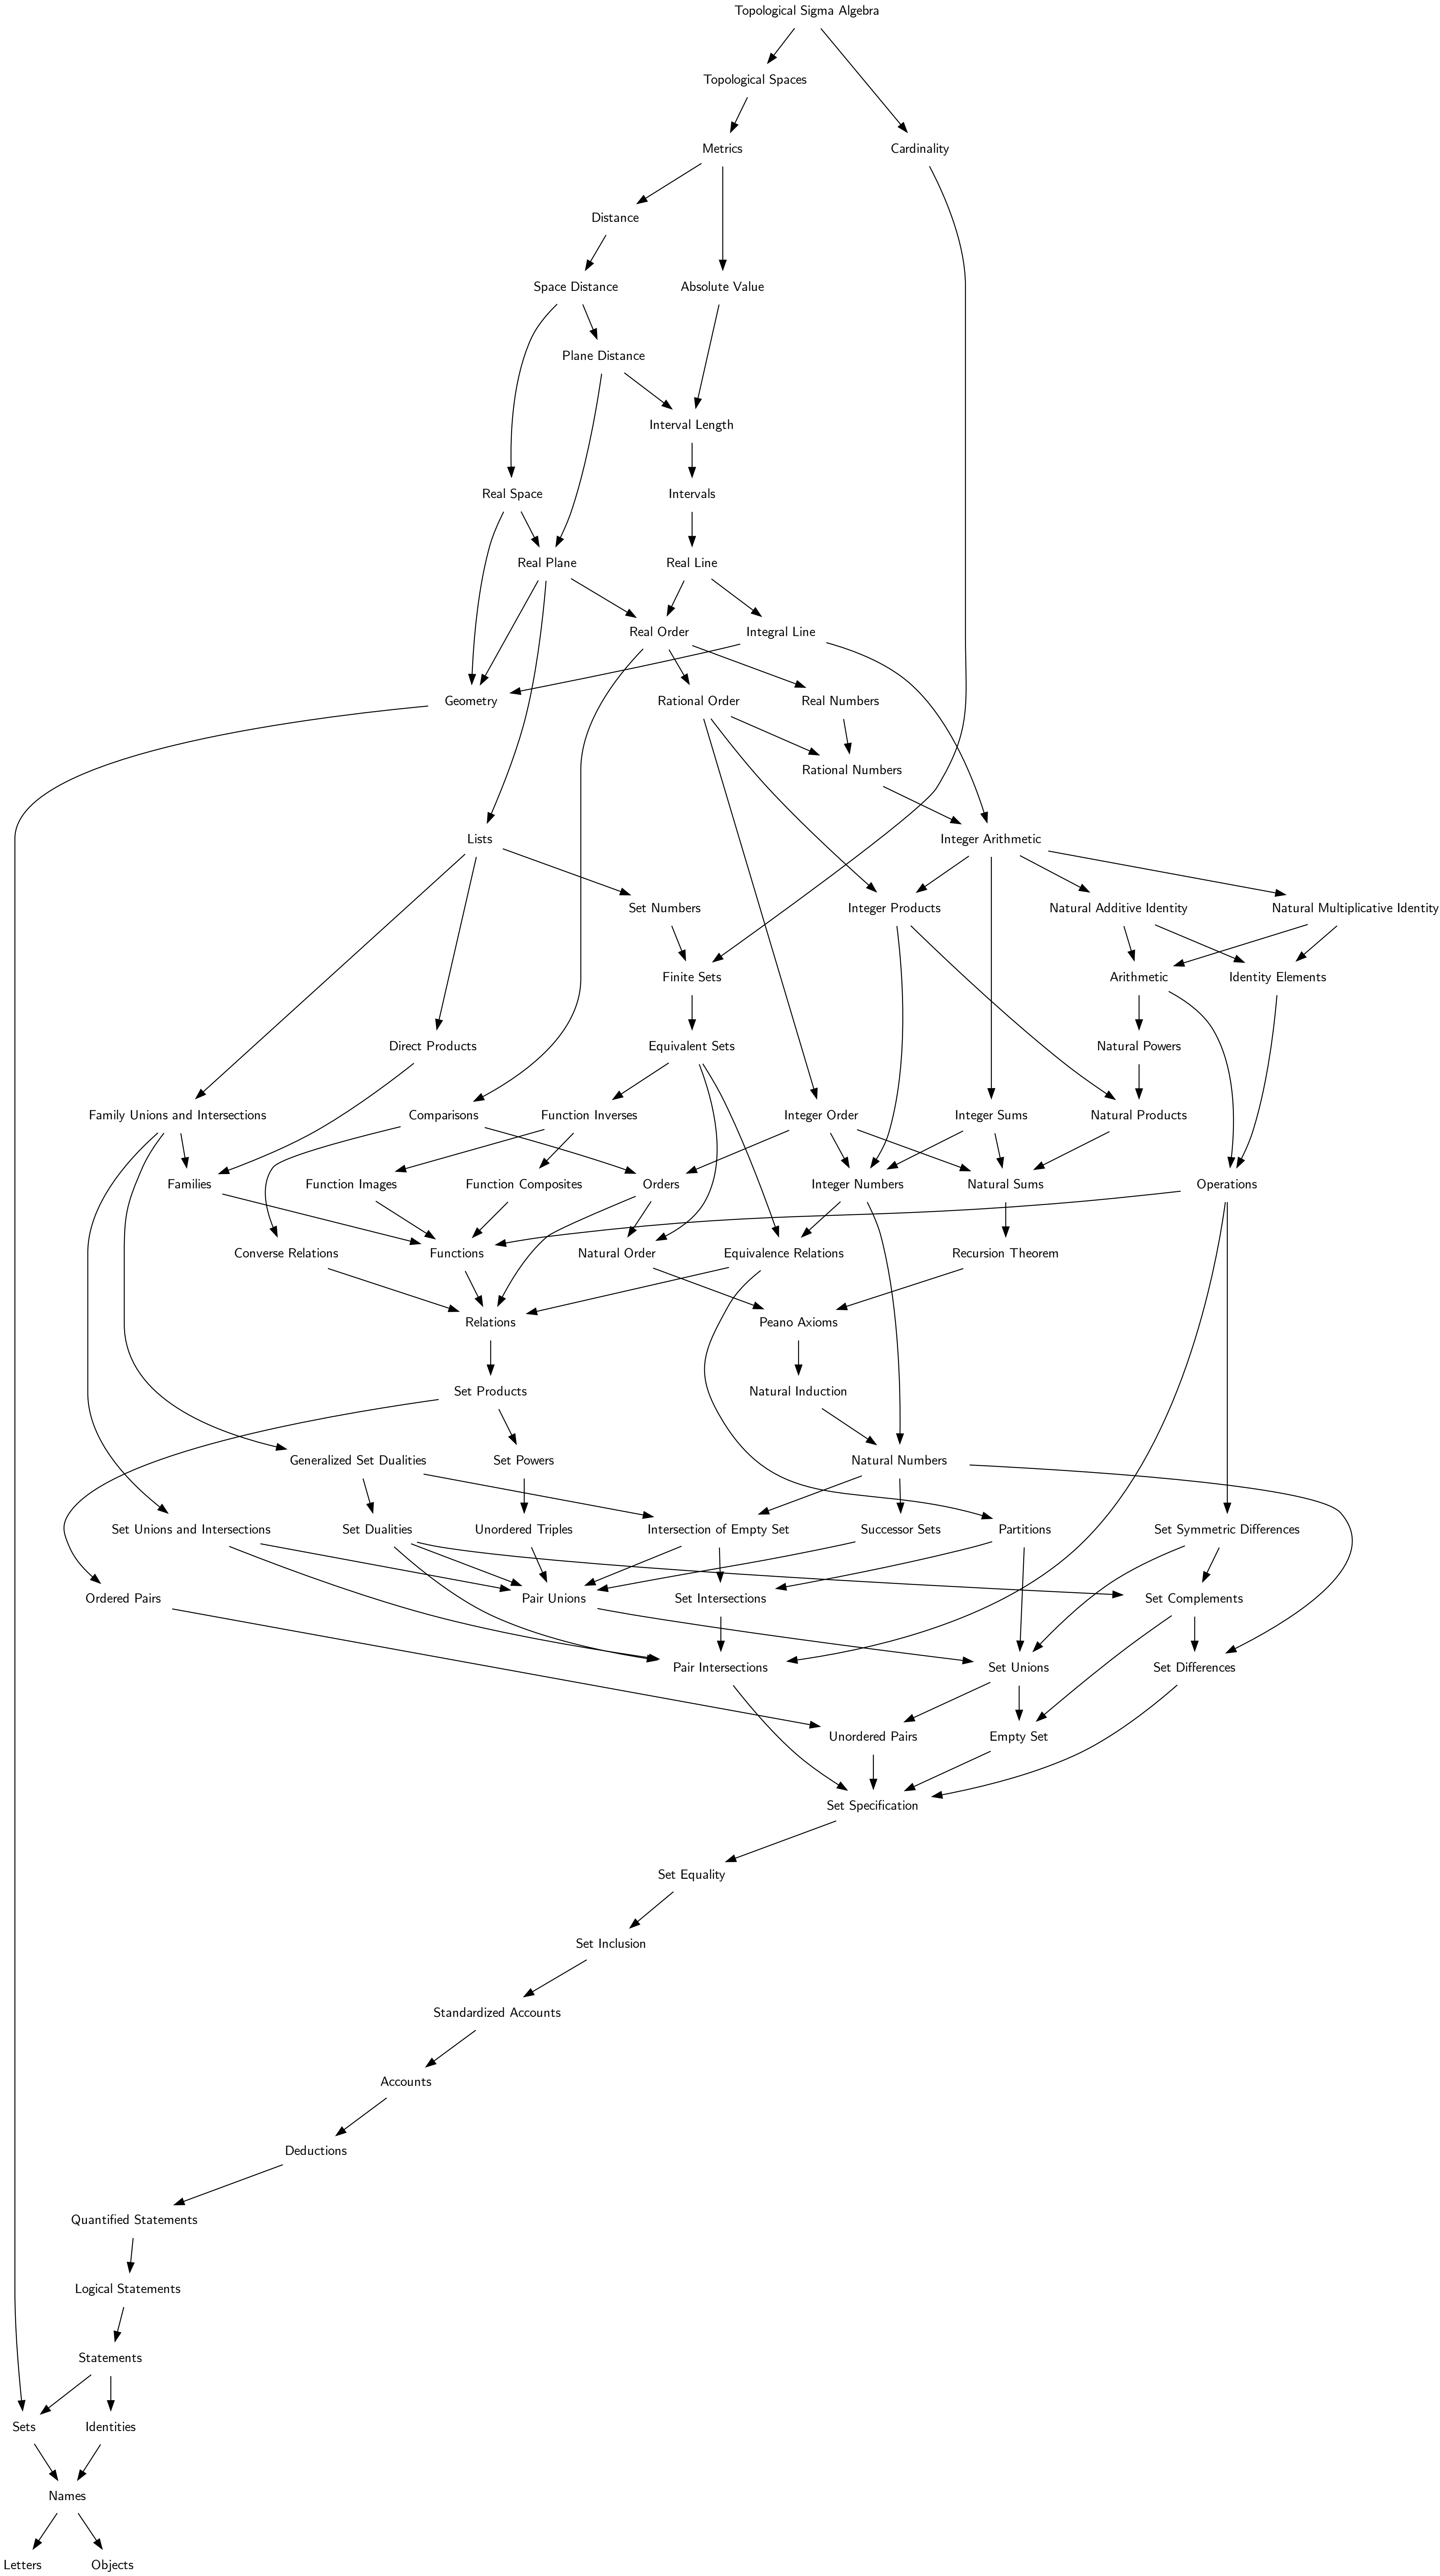 Topological Sigma Algebra
Topological Spaces
Metrics
Cardinality
Distance
Space Distance
Absolute Value
Plane Distance
Interval Length
Real Space
Intervals
Real Plane
Real Line
Real Order
Integral Line
Geometry
Rational Order
Real Numbers
Rational Numbers
Lists
Integer Arithmetic
Set Numbers
Integer Products
Natural Additive Identity
Natural Multiplicative Identity
Finite Sets
Arithmetic
Identity Elements
Direct Products
Equivalent Sets
Natural Powers
Family Unions and Intersections
Comparisons
Function Inverses
Integer Order
Integer Sums
Natural Products
Families
Function Images
Function Composites
Orders
Integer Numbers
Natural Sums
Operations
Converse Relations
Functions
Natural Order
Equivalence Relations
Recursion Theorem
Relations
Peano Axioms
Set Products
Natural Induction
Generalized Set Dualities
Set Powers
Natural Numbers
Set Unions and Intersections
Set Dualities
Unordered Triples
Intersection of Empty Set
Successor Sets
Partitions
Set Symmetric Differences
Ordered Pairs
Pair Unions
Set Intersections
Set Complements
Pair Intersections
Set Unions
Set Differences
Unordered Pairs
Empty Set
Set Specification
Set Equality
Set Inclusion
Standardized Accounts
Accounts
Deductions
Quantified Statements
Logical Statements
Statements
Sets
Identities
Names
Letters
Objects